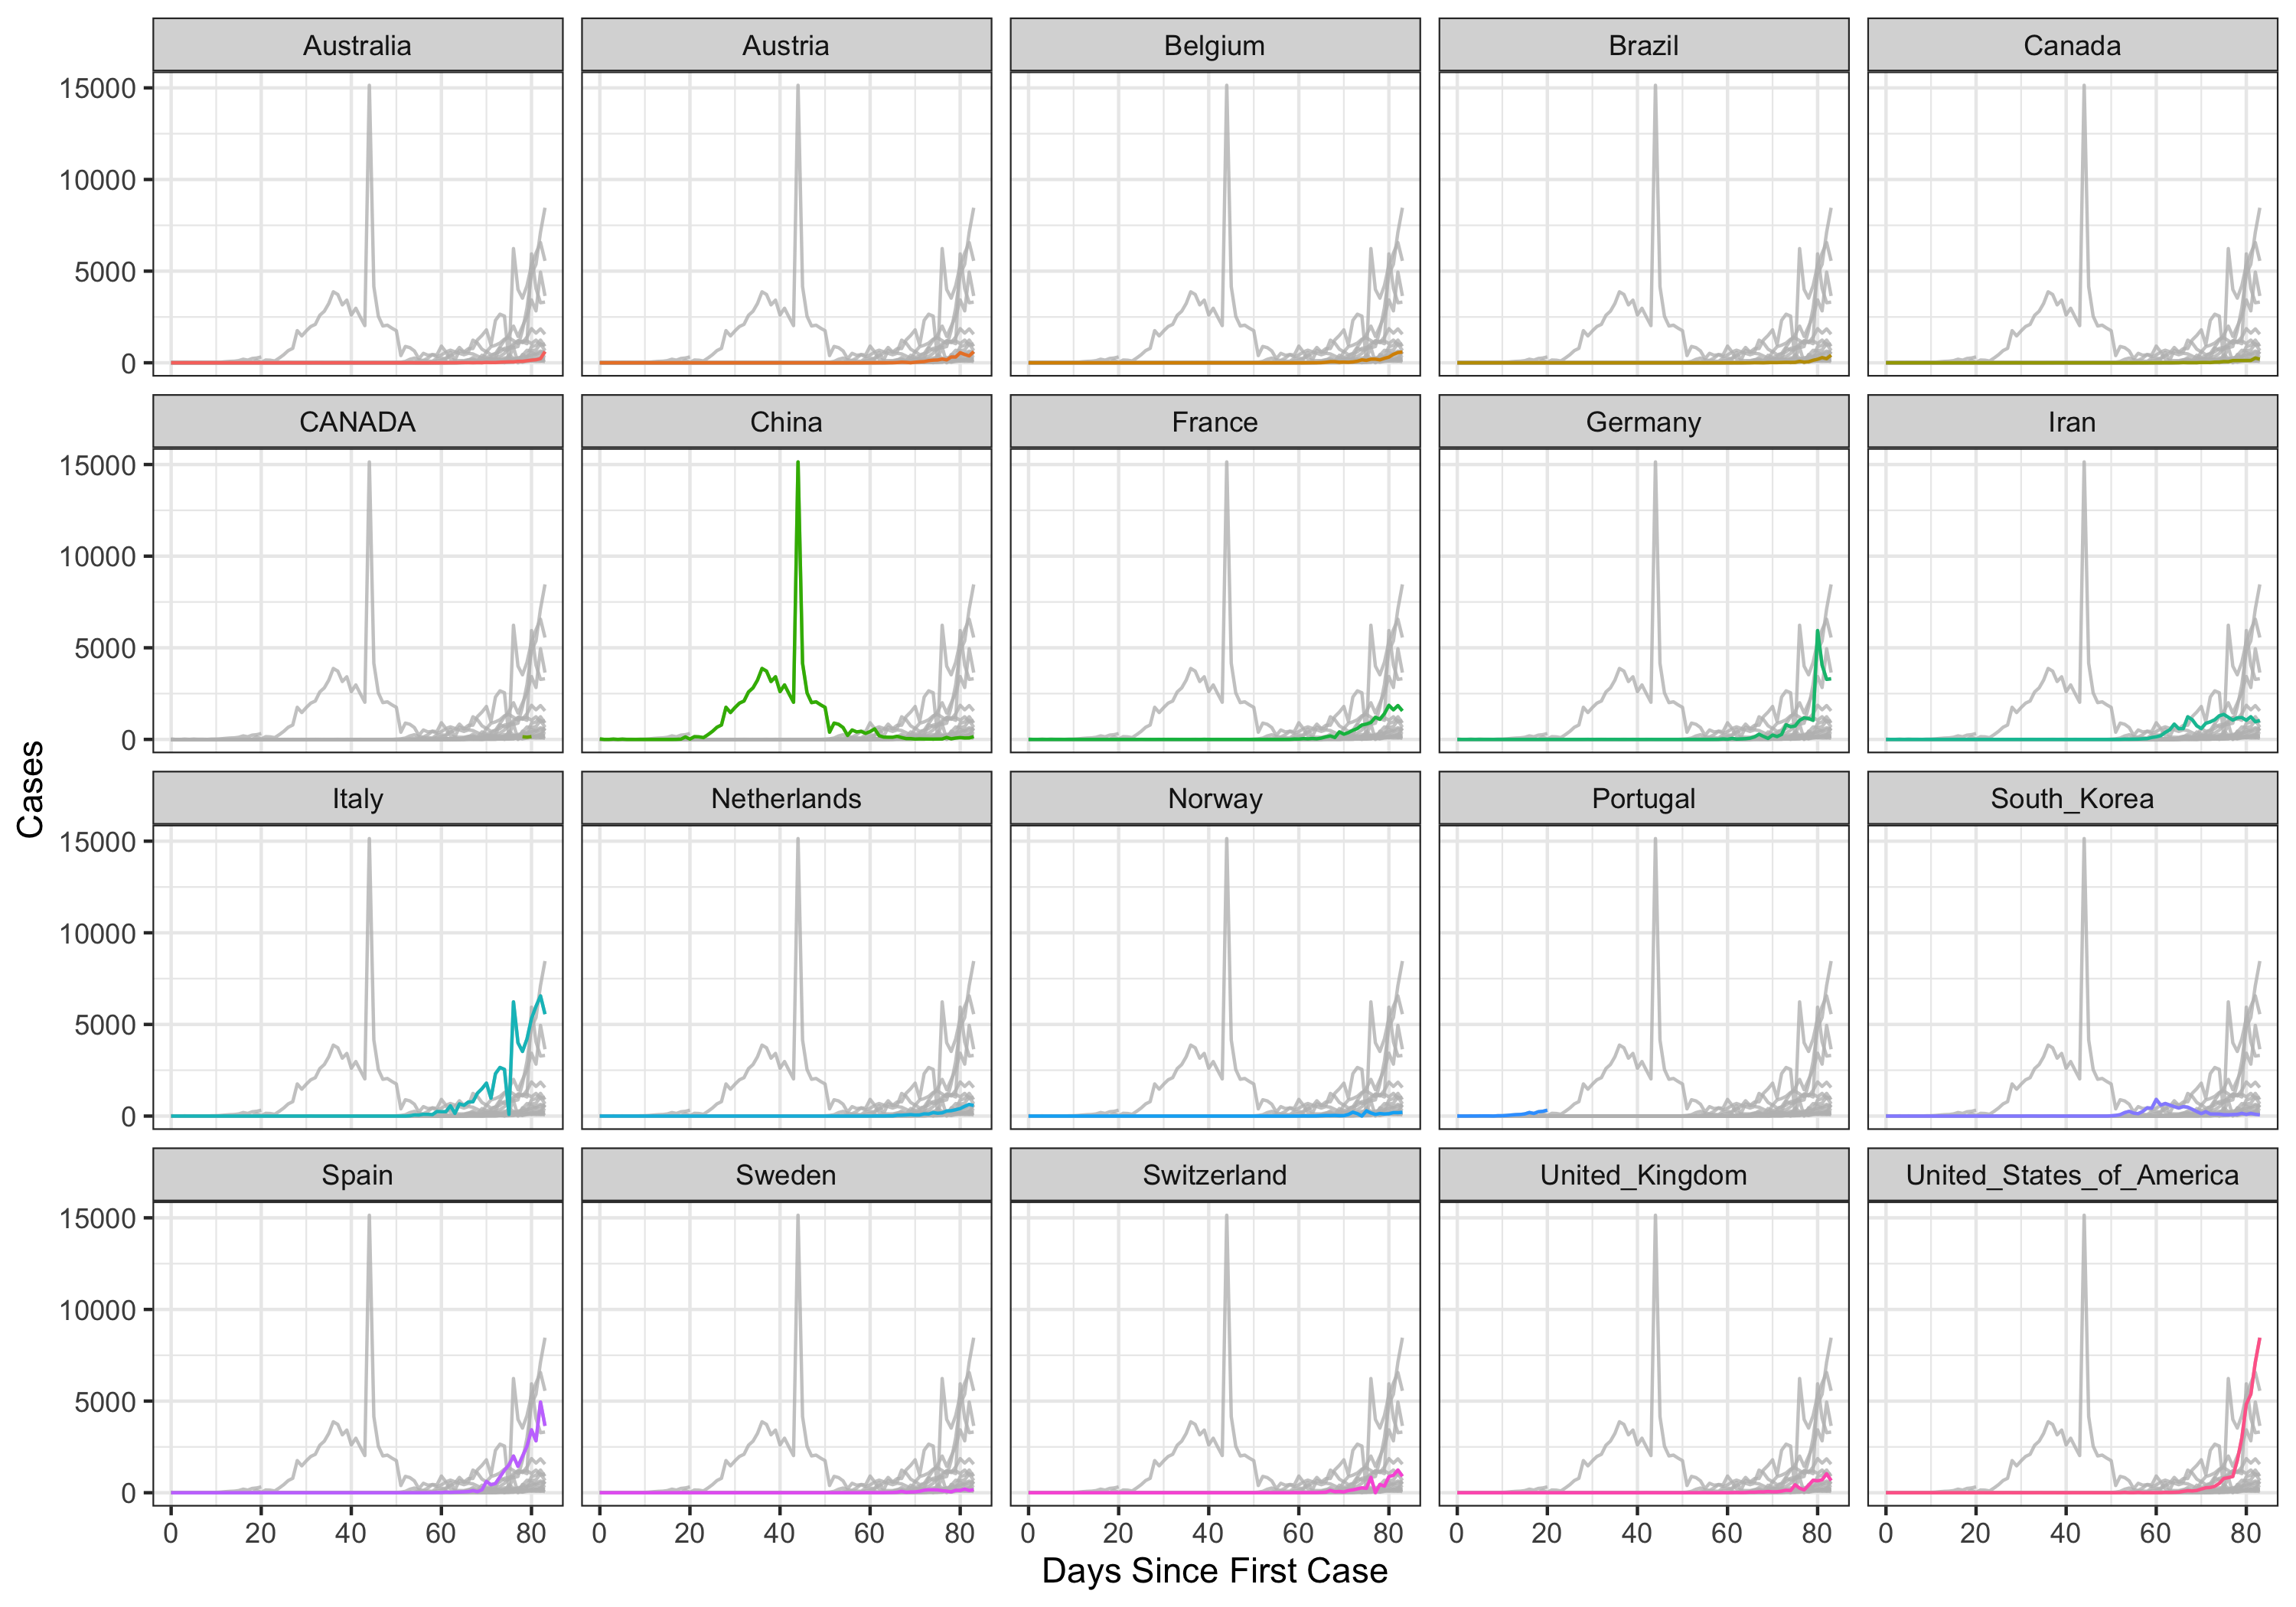 Australia Austria Belgium Brazil Canada
15000
10000
5000
0
CANADA China France Germany Iran
15000
10000
5000
0
Italy Netherlands Norway Portugal South_Korea
15000
10000
5000
0
Spain Sweden Switzerland United_Kingdom United_States_of_America
15000
10000
5000
0
0 20 40 60 80 0 20 40 60 80 0 20 40 60 80 0 20 40 60 80 0 20 40 60 80
Days Since First Case
Cases